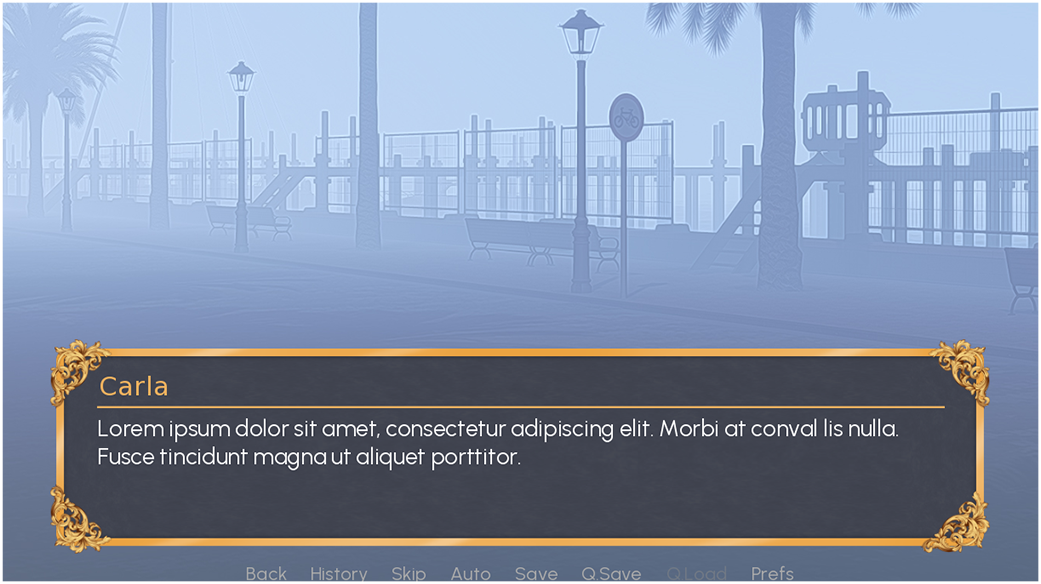 Carla
Lorem ipsum dolor sit amet, consectetur adipiscing elit. Morbi at conval lis nulla.
Fusce tincidunt magna ut aliquet porttitor.
Back History Skip Auto Save Q.Save Q.Load Prefs